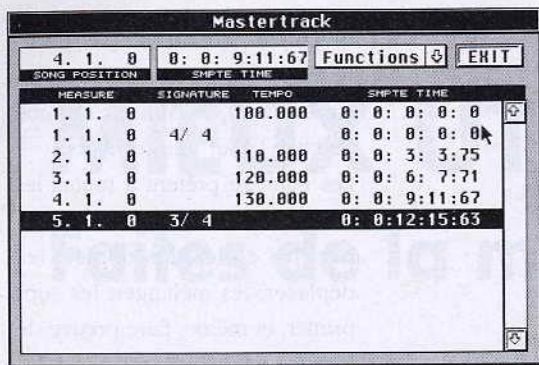 Mastertrack
4. 1. 0 0: 0: 9:11:67 Functions EXIT
SONG POSITION SMPTE TIME
MEASURE SIGNATURE TEMPO SMPTE TIME
1. 1. 0 100.000 0: 0: 0: 0: 0
1. 1. 0 4/ 4 0: 0: 0: 0: 0
2. 1. 0 110.000 0: 0: 3: 3:75
3. 1. 0 120.000 0: 0: 6: 7:71
4. 1. 0 130.000 0: 0: 9:11:67
5. 1. 0 3/ 4 0: 0:12:15:63